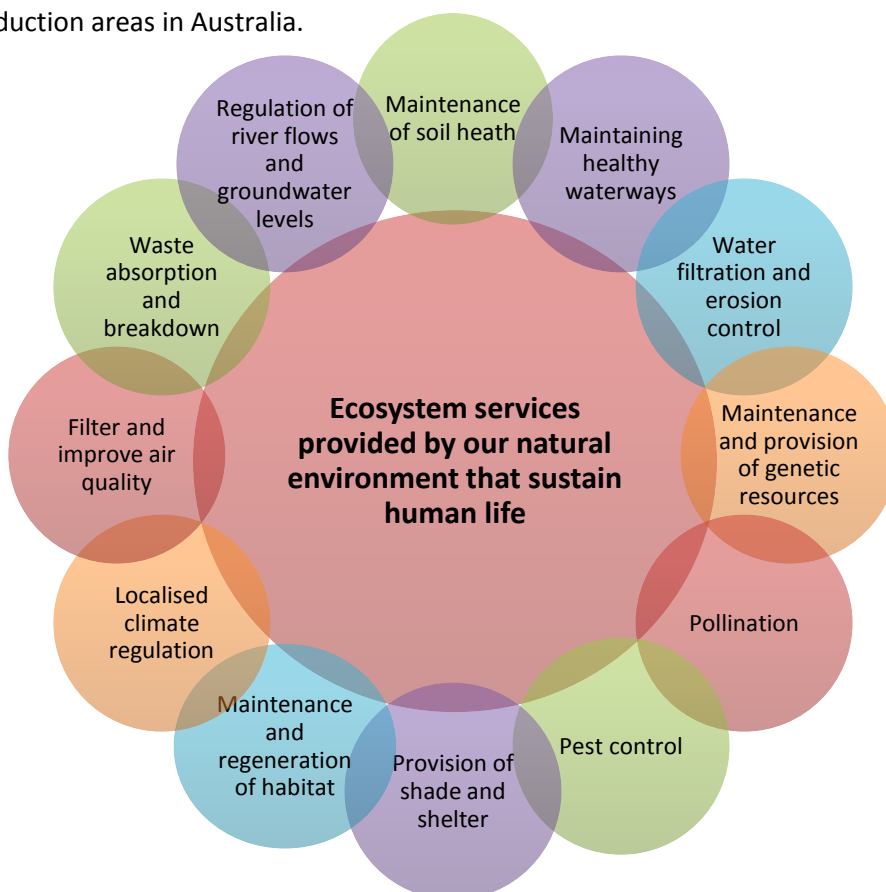 duction areas in Australia.
Regulation of
river flows
and
groundwater
levels
Maintenance
of soil heath
Maintaining
healthy
waterways
Water
filtration and
erosion
control
Maintenance
and provision
of genetic
resources
Pollination
Pest control
Provision of
shade and
shelter
Maintenance
and
regeneration
of habitat
Localised
climate
regulation
Filter and
improve air
quality
Waste
absorption
and
breakdown
Ecosystem services
provided by our natural
environment that sustain
human life